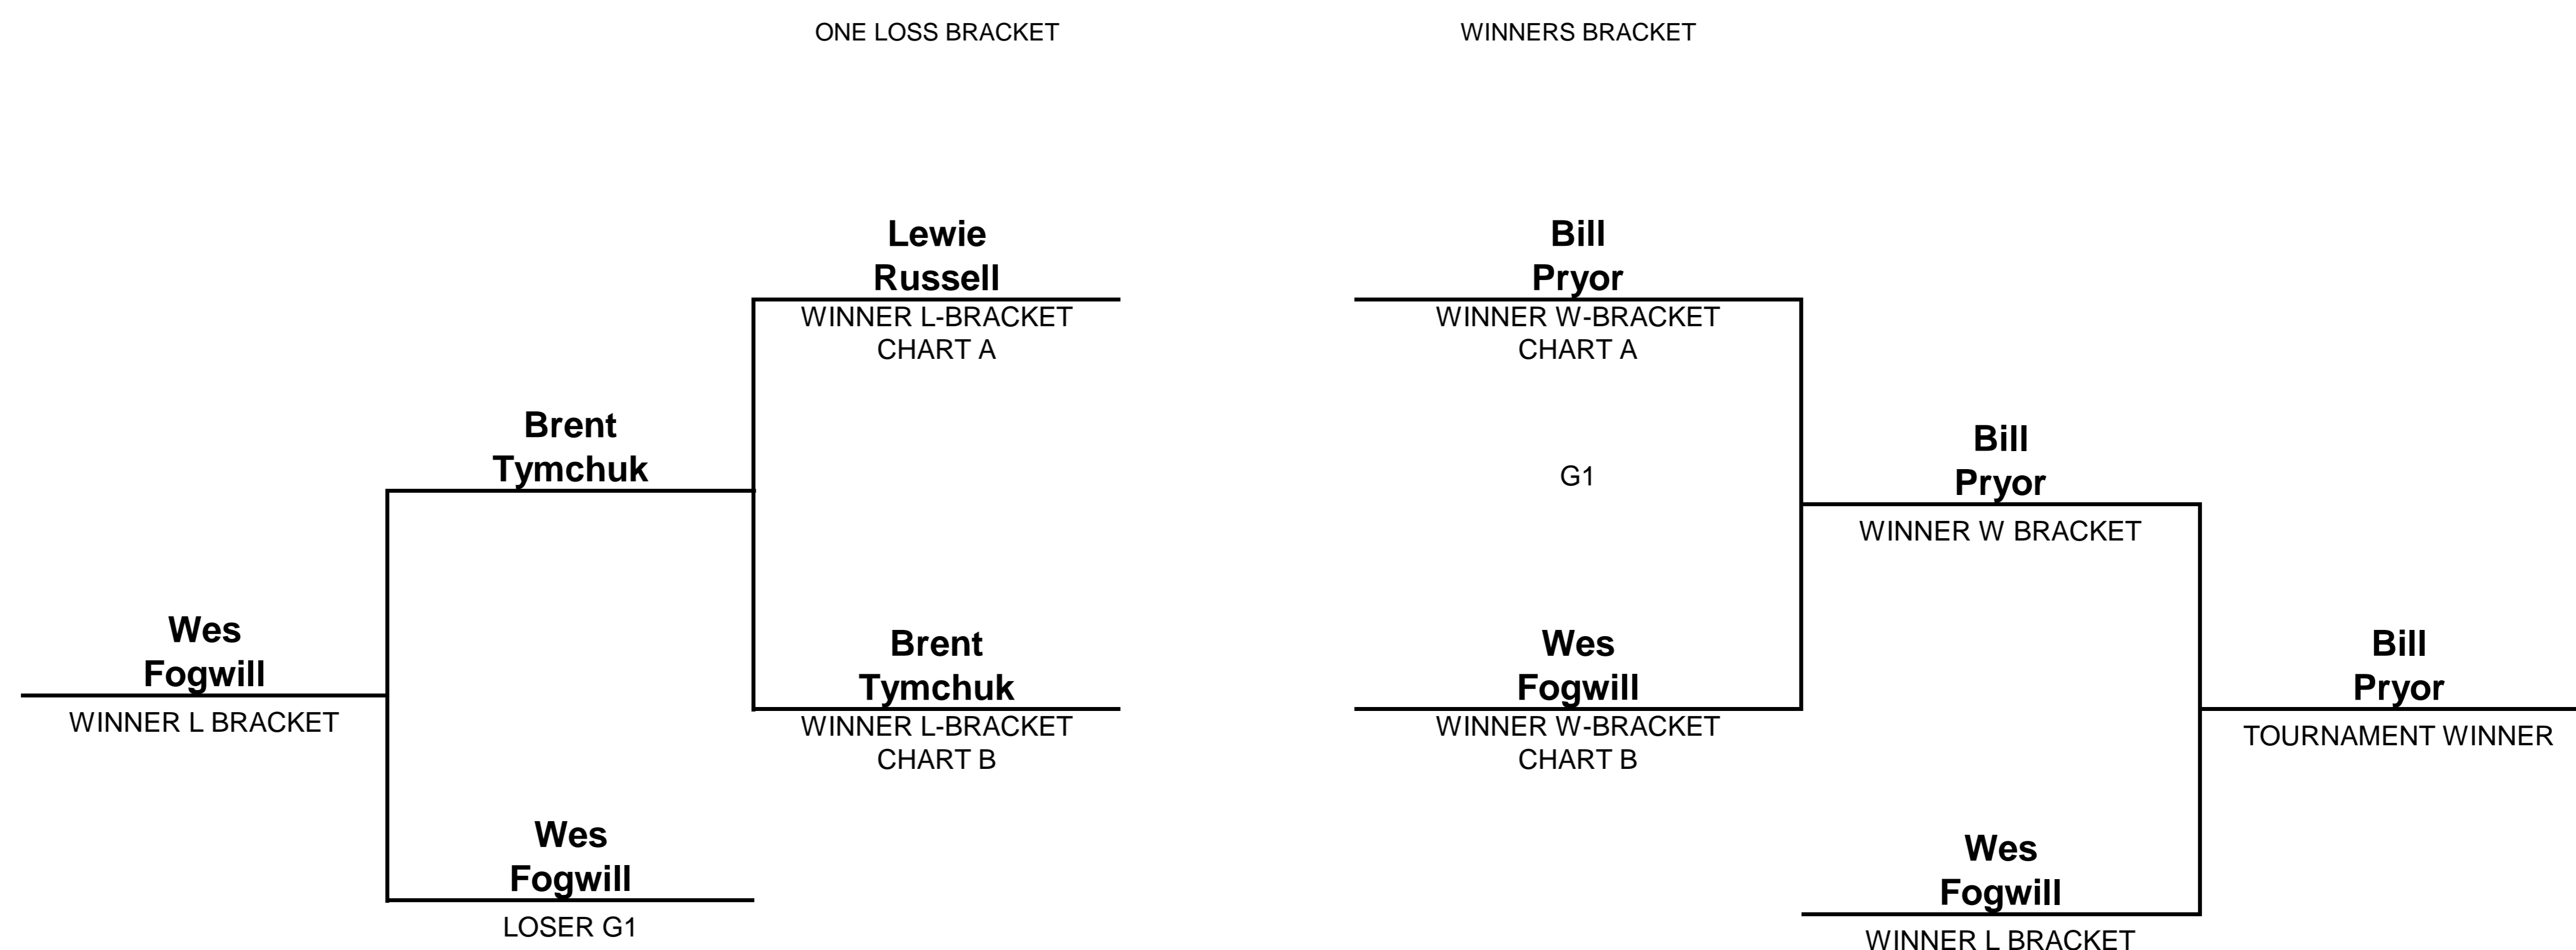 ONE LOSS BRACKET
WINNERS BRACKET
Lewie
Russell
WINNER L-BRACKET
CHART A
Bill
Pryor
WINNER W-BRACKET
CHART A
Brent
Tymchuk
G1
Bill
Pryor
WINNER W BRACKET
Wes
Fogwill
WINNER L BRACKET
Brent
Tymchuk
WINNER L-BRACKET
CHART B
Wes
Fogwill
WINNER W-BRACKET
CHART B
Bill
Pryor
TOURNAMENT WINNER
Wes
Fogwill
LOSER G1
Wes
Fogwill
WINNER L BRACKET